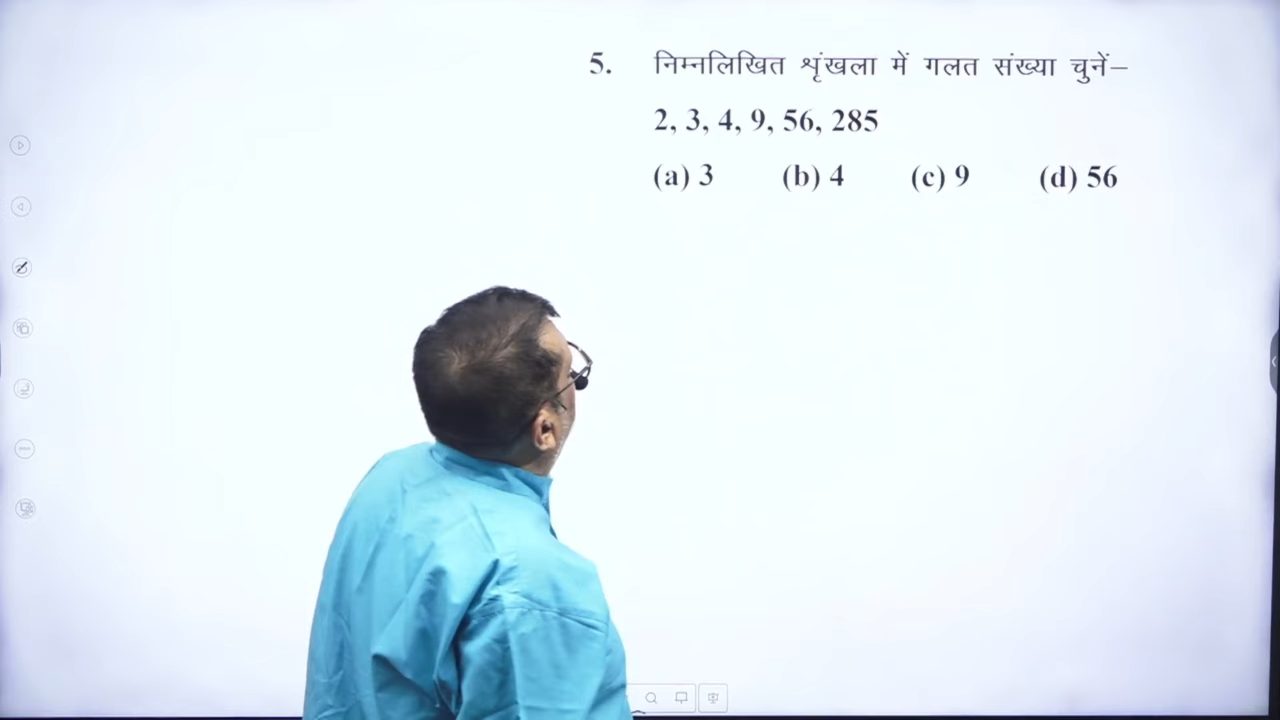 5. निम्नलिखित शृंखला में गलत संख्या चुनें–
2, 3, 4, 9, 56, 285
(a) 3 (b) 4 (c) 9 (d) 56